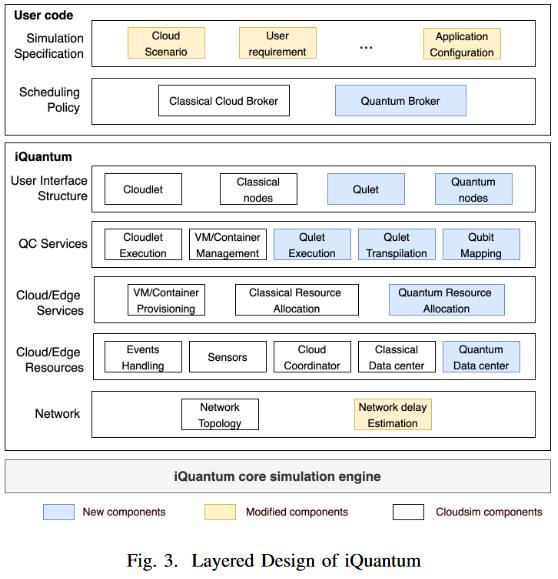 User code
Simulation
Specification
Cloud
Scenario
User
requirement
...
Application
Configuration
Scheduling
Policy
Classical Cloud Broker
Quantum Broker
iQuantum
User Interface
Structure
Cloudlet
Classical
nodes
Qulet
Quantum
nodes
QC Services
Cloudlet
Execution
VM/Container
Management
Qulet
Execution
Qulet
Transpilation
Qubit
Mapping
Cloud/Edge
Services
VM/Container
Provisioning
Classical Resource
Allocation
Quantum Resource
Allocation
Cloud/Edge
Resources
Events
Handling
Sensors
Cloud
Coordinator
Classical
Data center
Quantum
Data center
Network
Network
Topology
Network delay
Estimation
iQuantum core simulation engine
New components
Modified components
Cloudsim components
Fig. 3. Layered Design of iQuantum